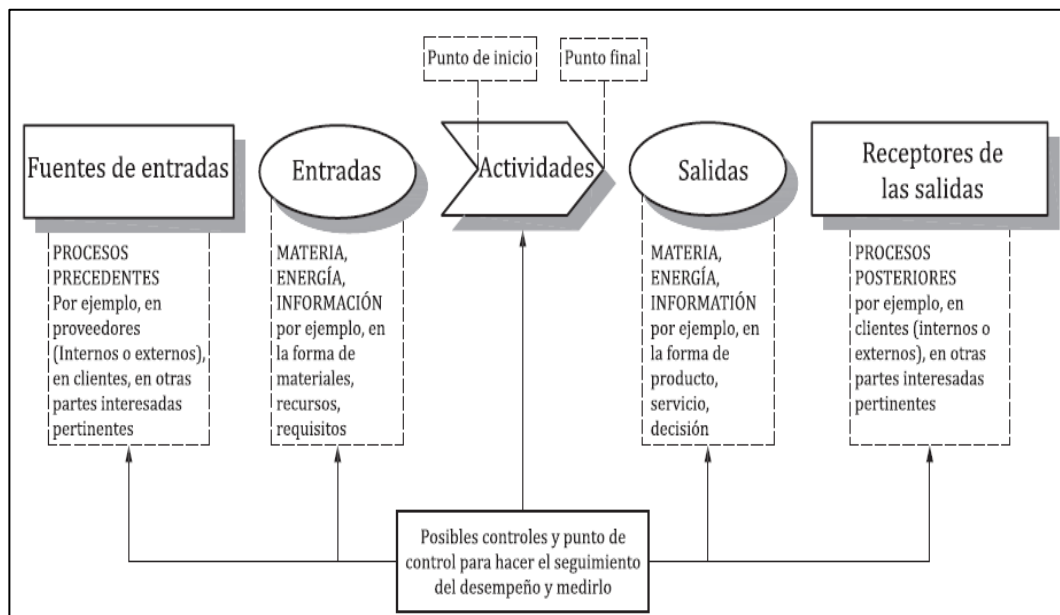 Punto de inicio
Punto final
Fuentes de entradas
Entradas
Actividades
Salidas
Receptores de
las salidas
PROCESOS
PRECEDENTES
Por ejemplo, en
proveedores
(Internos o externos),
en clientes, en otras
partes interesadas
pertinentes
MATERIA,
ENERGÍA,
INFORMACIÓN
por ejemplo, en
la forma de
materiales,
recursos,
requisitos
MATERIA,
ENERGÍA,
INFORMATIÓN
por ejemplo, en
la forma de
producto,
servicio,
decisión
PROCESOS
POSTERIORES
por ejemplo, en
clientes (internos o
externos), en otras
partes interesadas
pertinentes
Posibles controles y punto de
control para hacer el seguimiento
del desempeño y medirlo